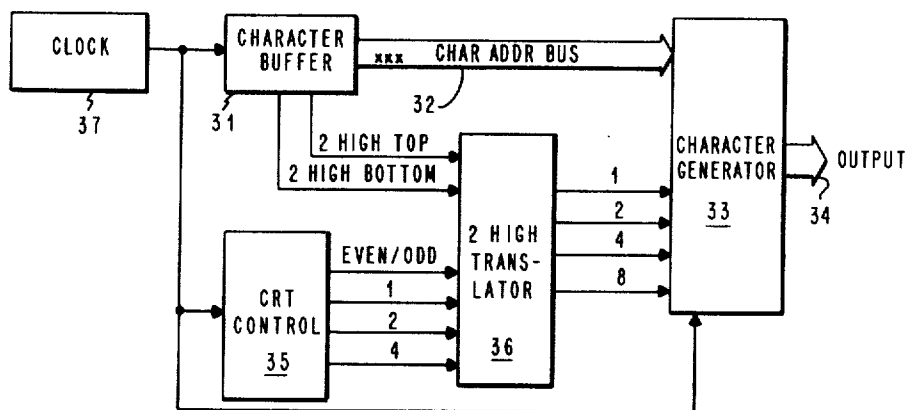 CLOCK
37
CHARACTER
BUFFER
31
xxx CHAR ADDR BUS
32
2 HIGH TOP
2 HIGH BOTTOM
CHARACTER
GENERATOR
33
OUTPUT
34
1
2
4
8
2 HIGH
TRANS-
LATOR
36
EVEN/ODD
1
2
4
CRT
CONTROL
35